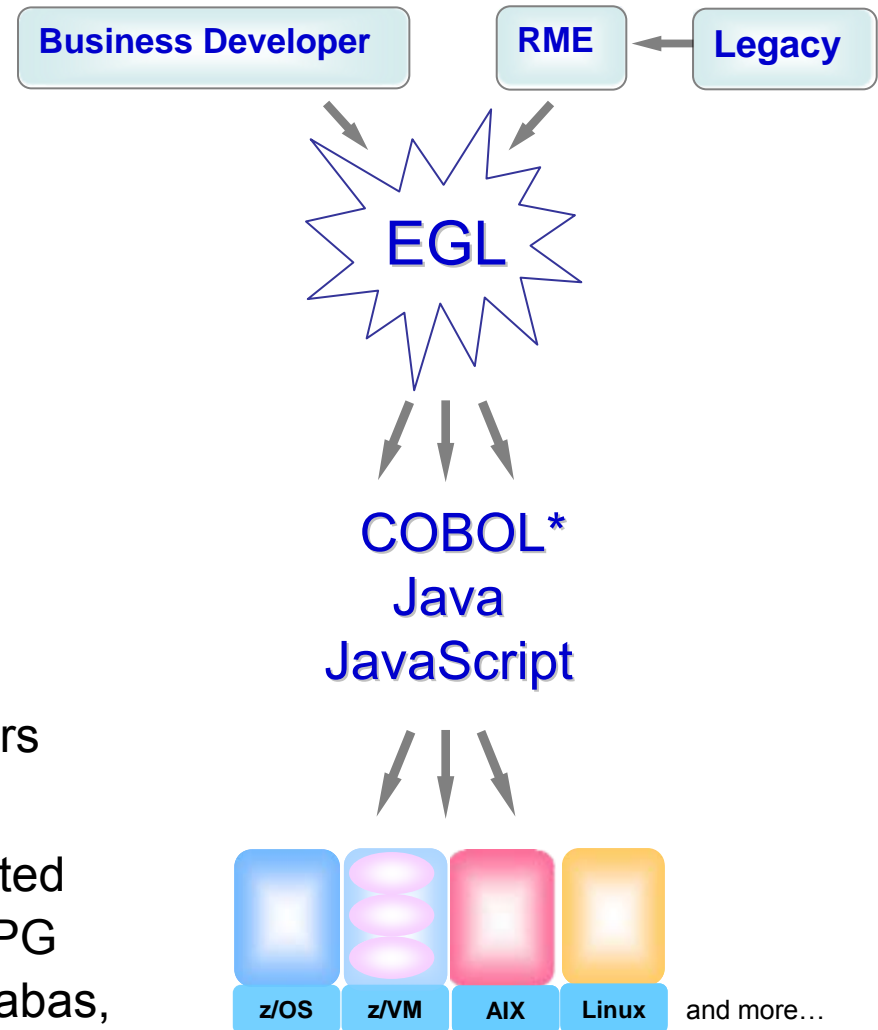 Business Developer
RME
Legacy
EGL
COBOL*
Java
JavaScript
rs
ted
PG
abas,
z/OS
z/VM
AIX
Linux
and more…